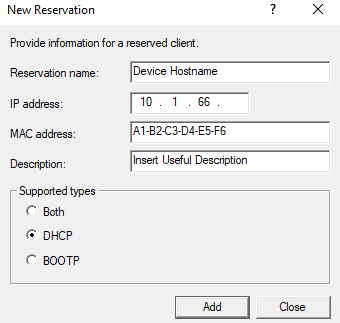 New Reservation
?
Provide information for a reserved client.
Reservation name: Device Hostname
IP address: 10 . 1 . 66 .
MAC address: A1-B2-C3-D4-E5-F6
Description: Insert Useful Description
Supported types
Both
DHCP
BOOTP
Add Close